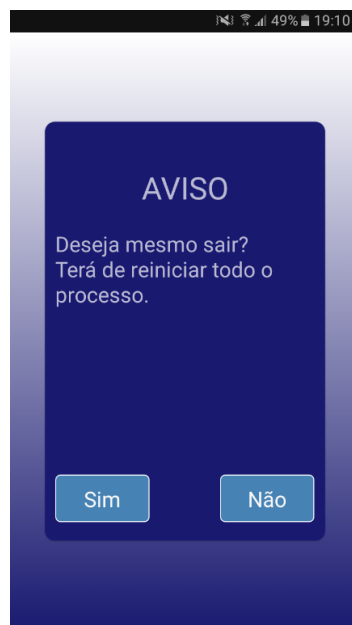 49% 19:10
AVISO
Deseja mesmo sair?
Terá de reiniciar todo o
processo.
Sim Não